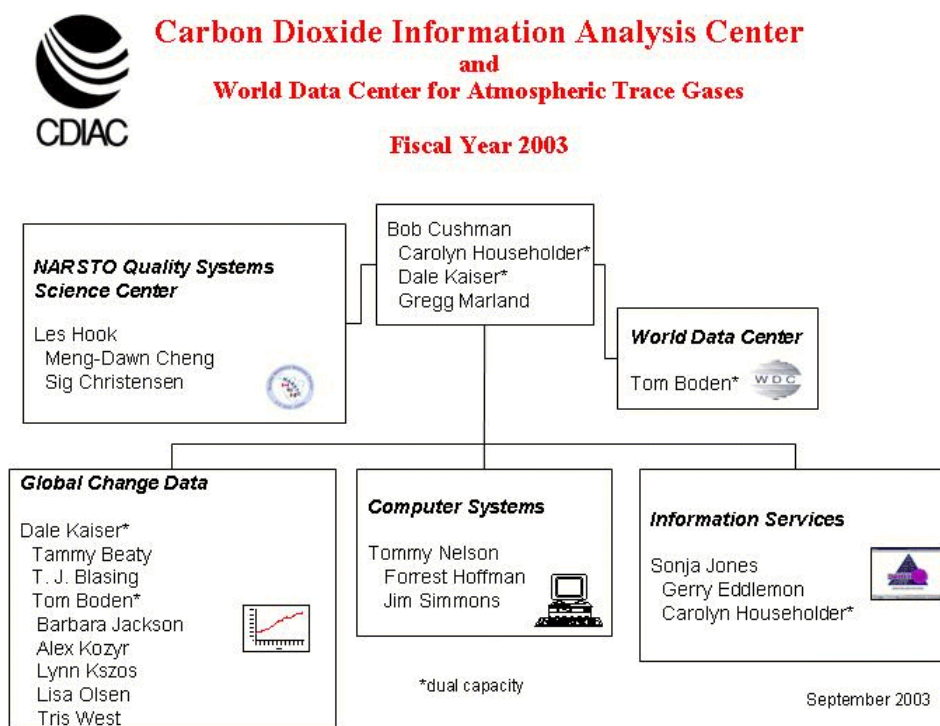 Carbon Dioxide Information Analysis Center
and
World Data Center for Atmospheric Trace Gases
Fiscal Year 2003
CDIAC
Bob Cushman
Carolyn Householder*
Dale Kaiser*
Gregg Marland
NARSTO Quality Systems
Science Center
Les Hook
Meng-Dawn Cheng
Sig Christensen
World Data Center
Tom Boden*
WDC
Global Change Data
Dale Kaiser*
Tammy Beaty
T. J. Blasing
Tom Boden*
Barbara Jackson
Alex Kozyr
Lynn Kszos
Lisa Olsen
Tris West
Computer Systems
Tommy Nelson
Forrest Hoffman
Jim Simmons
Information Services
Sonja Jones
Gerry Eddlemon
Carolyn Householder*
*dual capacity
September 2003